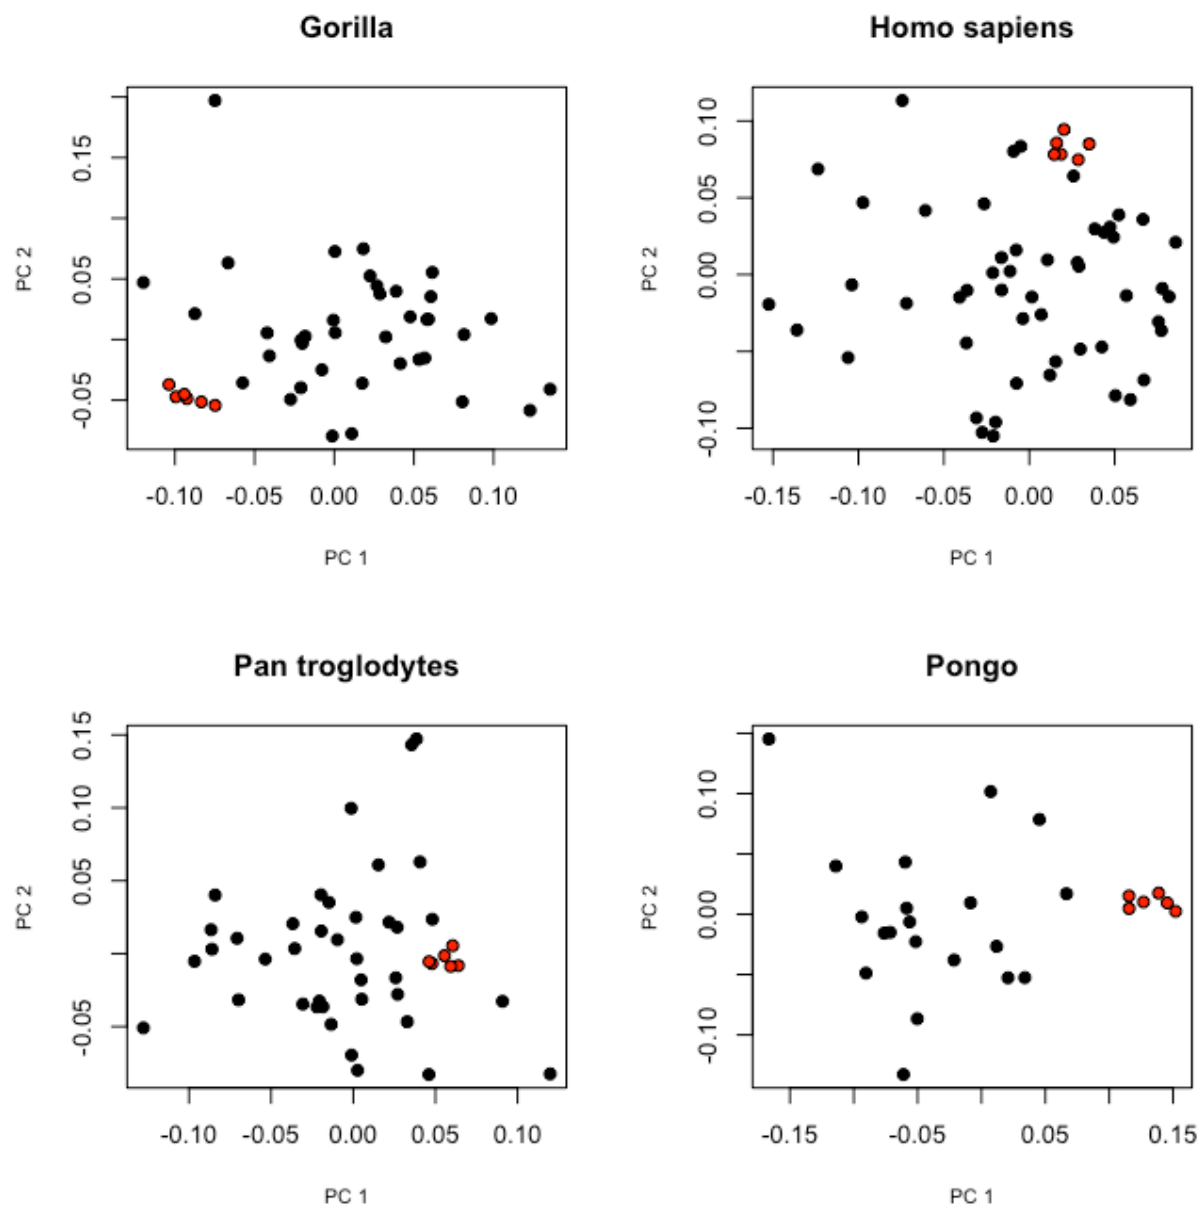 Gorilla
PC 2
-0.05 0.05 0.15
-0.10 -0.05 0.00 0.05 0.10
PC 1
Homo sapiens
PC 2
-0.10 0.00 0.05 0.10
-0.15 -0.10 -0.05 0.00 0.05
PC 1
Pan troglodytes
PC 2
-0.05 0.05 0.10 0.15
-0.10 -0.05 0.00 0.05 0.10
PC 1
Pongo
PC 2
-0.10 0.00 0.10
-0.15 -0.05 0.05 0.15
PC 1